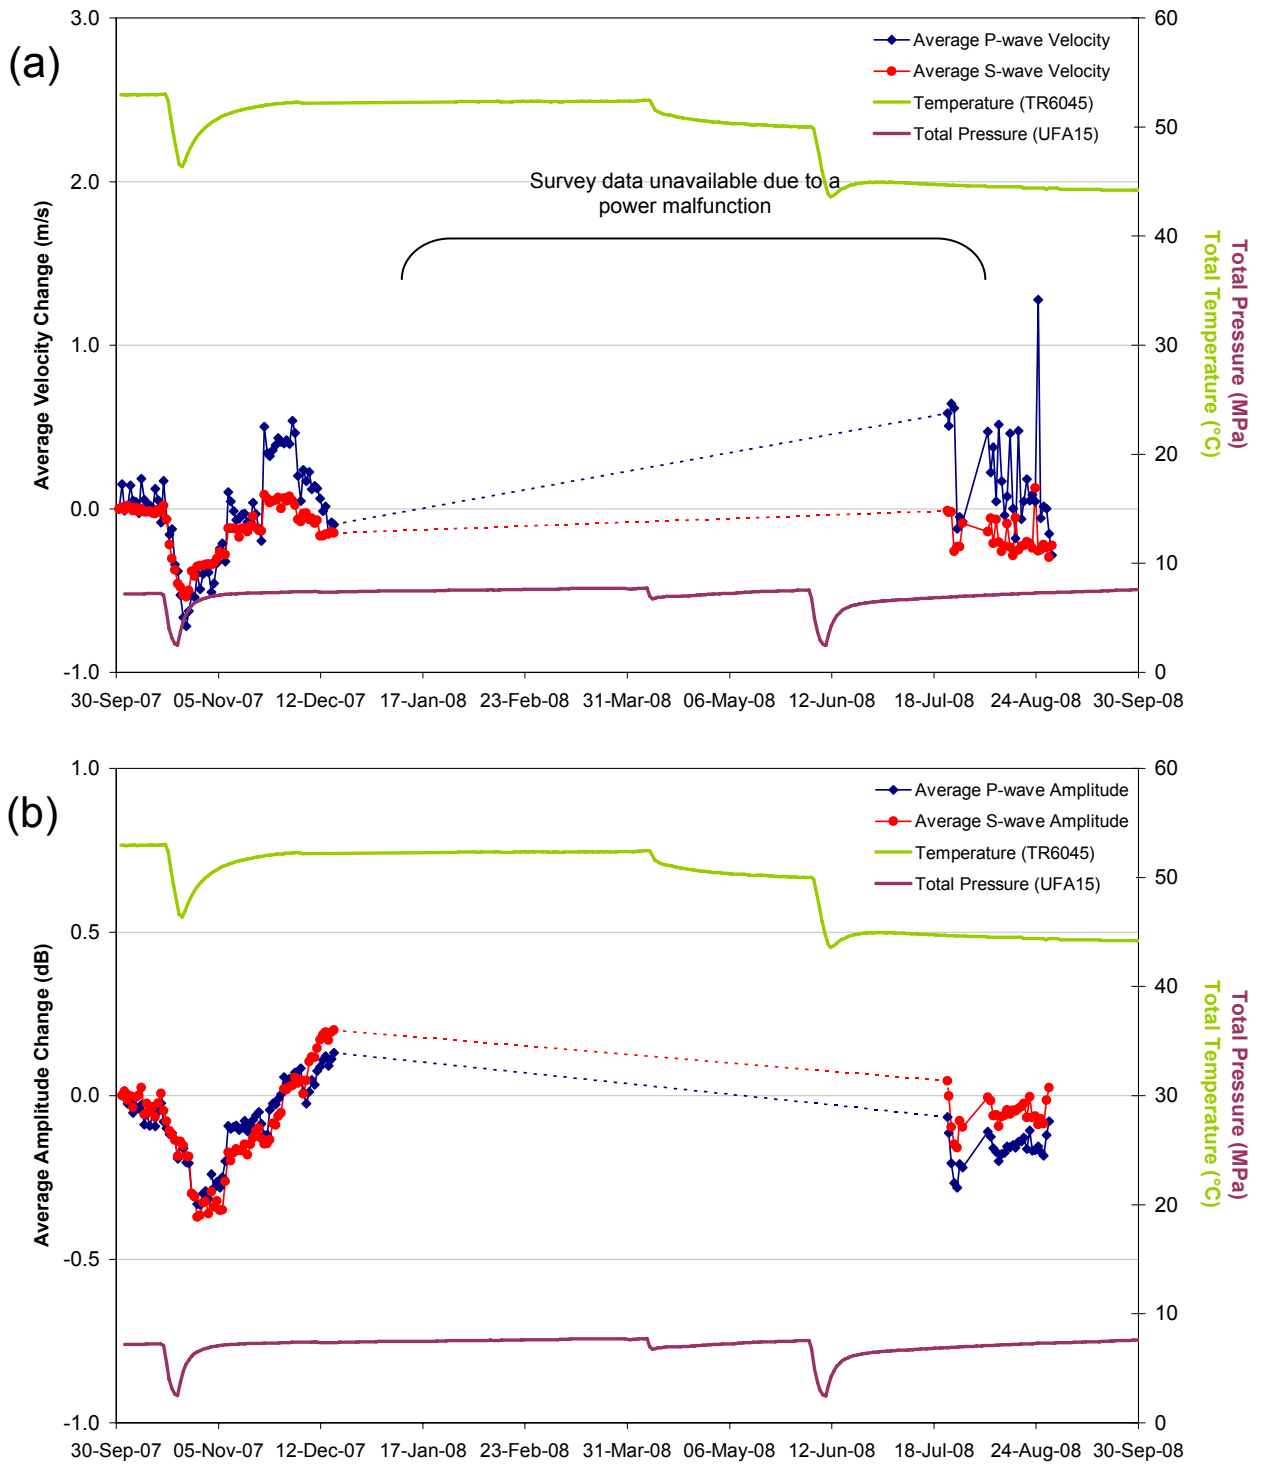 (a)
3.0
2.0
1.0
0.0
-1.0
Average Velocity Change (m/s)
Average P-wave Velocity
Average S-wave Velocity
Temperature (TR6045)
Total Pressure (UFA15)
Survey data unavailable due to a
power malfunction
60
50
40
30
20
10
0
Total Pressure (MPa)
Total Temperature (°C)
30-Sep-07 05-Nov-07 12-Dec-07 17-Jan-08 23-Feb-08 31-Mar-08 06-May-08 12-Jun-08 18-Jul-08 24-Aug-08 30-Sep-08
(b)
1.0
0.5
0.0
-0.5
-1.0
Average Amplitude Change (dB)
Average P-wave Amplitude
Average S-wave Amplitude
Temperature (TR6045)
Total Pressure (UFA15)
60
50
40
30
20
10
0
Total Pressure (MPa)
Total Temperature (°C)
30-Sep-07 05-Nov-07 12-Dec-07 17-Jan-08 23-Feb-08 31-Mar-08 06-May-08 12-Jun-08 18-Jul-08 24-Aug-08 30-Sep-08